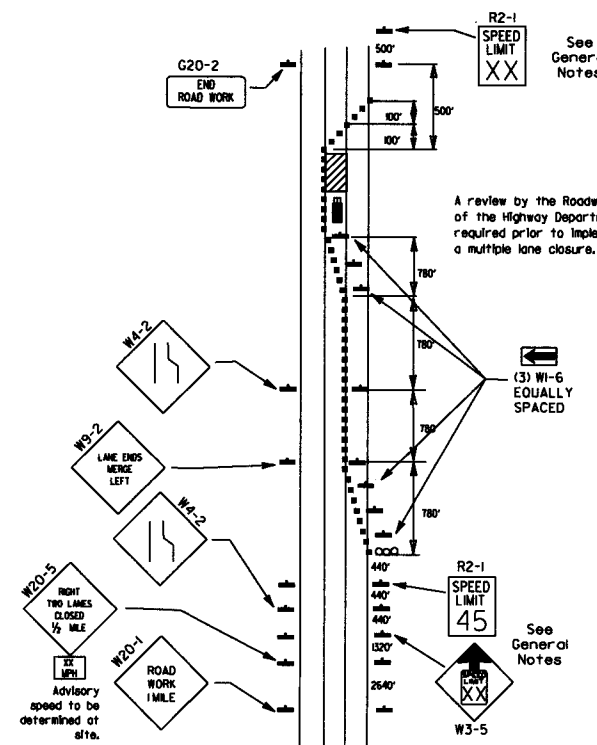 R2-1
SPEED
LIMIT
XX
See
General
Notes
500'
G20-2
END
ROAD WORK
500'
100'
100'
A review by the Roadw
of the Highway Depart
required prior to imple
a multiple lane closure.
780'
W4-2
780'
(3) W1-6
EQUALLY
SPACED
W9-2
LANE ENDS
MERGE
LEFT
780'
W4-2
780'
440'
R2-1
SPEED
LIMIT
45
440'
440'
W20-5
RIGHT
TWO LANES
CLOSED
1/2 MILE
XX
MPH
Advisory
speed to be
determined at
site.
1320'
See
General
Notes
W20-1
ROAD
WORK
1 MILE
2640'
SPEED
LIMIT
XX
W3-5